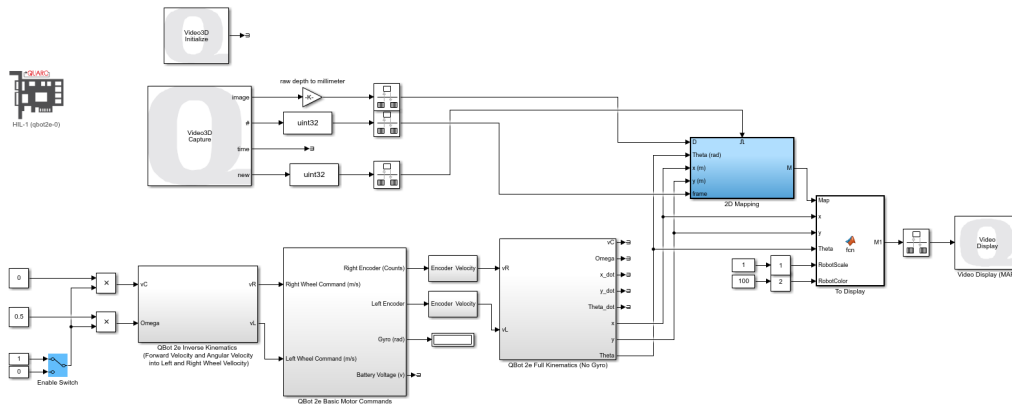 Video3D
Initialize
QUARC
HIL-1 (qbot2e-0)
raw depth to millimeter
-K-
Video3D
Capture
image
#
time
new
uint32
uint32
D
Theta (rad)
x (m)
y (m)
frame
M
2D Mapping
Map
x
y
Theta
RobotScale
RobotColor
fcn
M1
To Display
1
100
1
2
Video
Display
Video Display (MAP
0
0.5
1
0
Enable Switch
×
×
vC
Omega
vR
vL
QBot 2e Inverse Kinematics
(Forward Velocity and Angular Velocity
into Left and Right Wheel Vellocity)
Right Wheel Command (m/s)
Left Wheel Command (m/s)
Right Encoder (Counts)
Left Encoder
Gyro (rad)
Battery Voltage (v)
QBot 2e Basic Motor Commands
Encoder Velocity
Encoder Velocity
vR
vL
vC
Omega
x_dot
y_dot
Theta_dot
x
y
Theta
QBot 2e Full Kinematics (No Gyro)